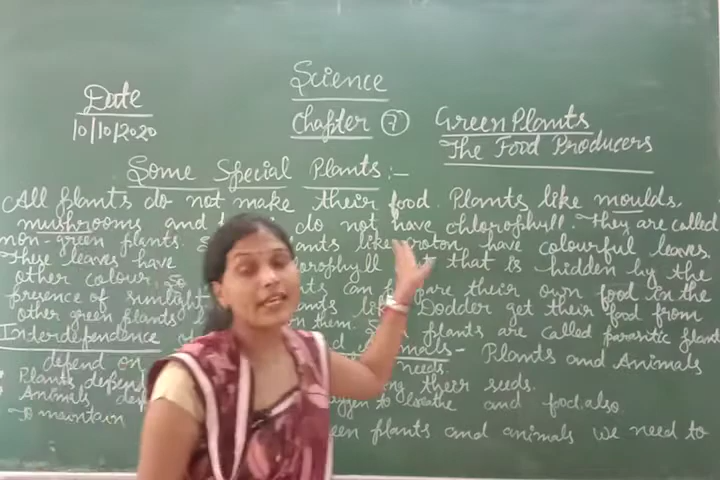 Date
10/10/2020
Science
Chapter 7
Green Plants
The Food Producers
Some Special Plants :-
All plants do not make their food. Plants like moulds,
mushrooms and do not have chlorophyll. They are called
non-green plants. plants like croton, have colourful leaves.
These leaves have chlorophyll that is hidden by the
other colour. So plants can prepare their own food in the
presence of sunlight. plants like Dodder get their food from
other green plants them. plants are called parasitic plant
Interdependence animals - Plants and Animals
depend on needs.
Plants depend their seeds.
Animals to breathe and food also.
To maintain green plants and animals we need to